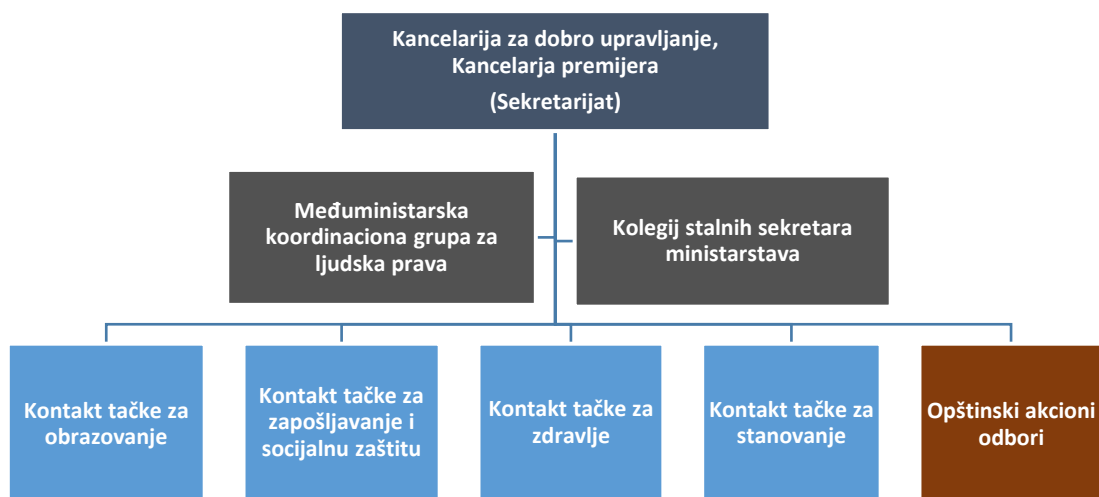 Kancelarija za dobro upravljanje,
Kancelarja premijera
(Sekretarijat)
Međuministarska
koordinaciona grupa za
ljudska prava
Kolegij stalnih sekretara
ministarstava
Kontakt tačke za
obrazovanje
Kontakt tačke za
zapošljavanje i
socijalnu zaštitu
Kontakt tačke za
zdravlje
Kontakt tačke za
stanovanje
Opštinski akcioni
odbori